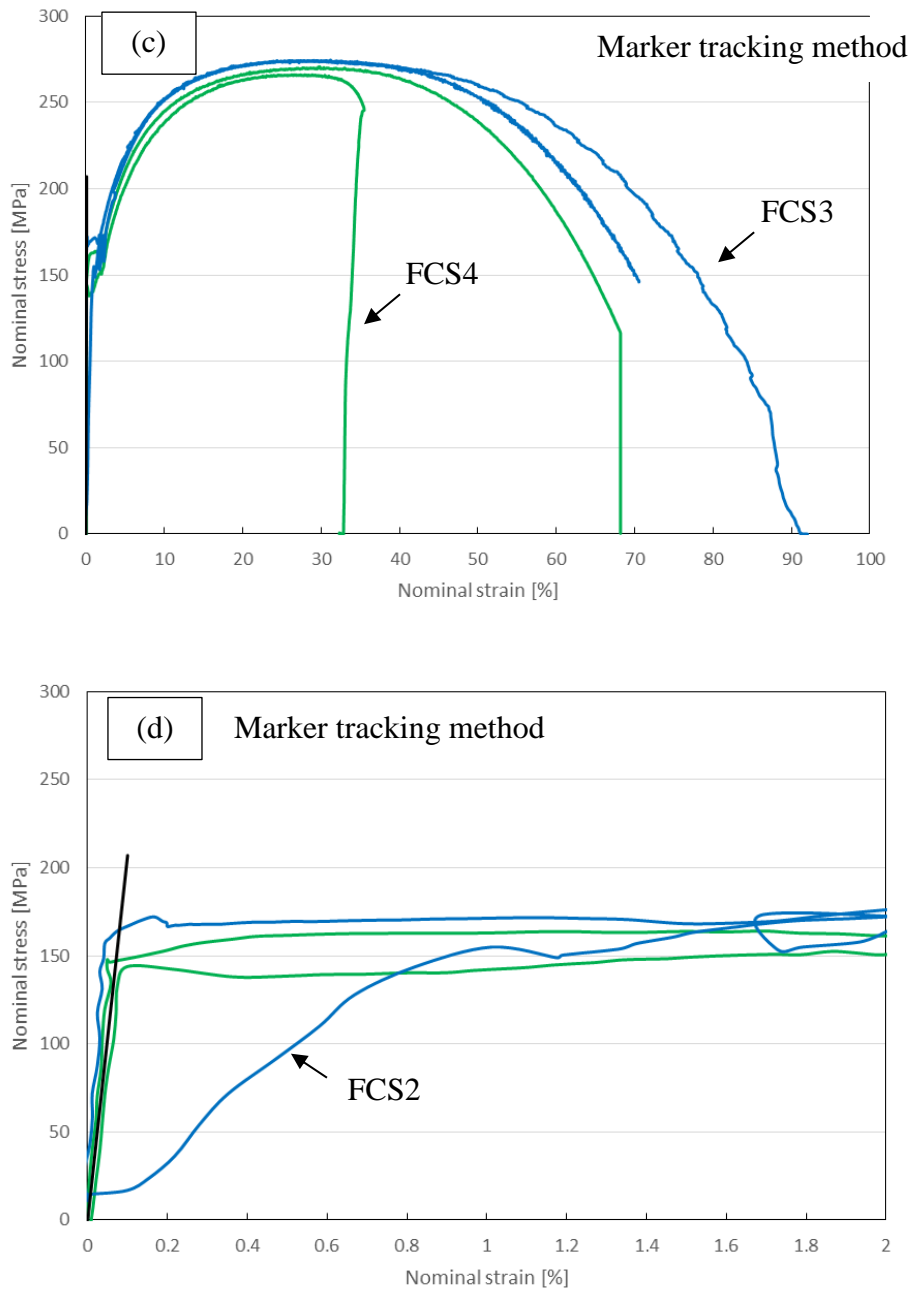 (c)
Marker tracking method
300
250
200
150
100
50
0
Nominal stress [MPa]
FCS3
FCS4
0 10 20 30 40 50 60 70 80 90 100
Nominal strain [%]
(d) Marker tracking method
300
250
200
150
100
50
0
Nominal stress [MPa]
FCS2
0 0.2 0.4 0.6 0.8 1 1.2 1.4 1.6 1.8 2
Nominal strain [%]